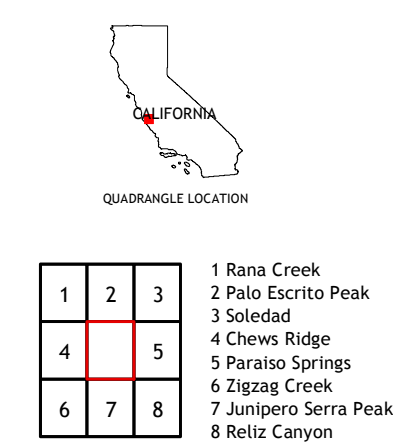 CALIFORNIA
QUADRANGLE LOCATION
1 2 3
4 5
6 7 8
1 Rana Creek
2 Palo Escrito Peak
3 Soledad
4 Chews Ridge
5 Paraiso Springs
6 Zigzag Creek
7 Junipero Serra Peak
8 Reliz Canyon